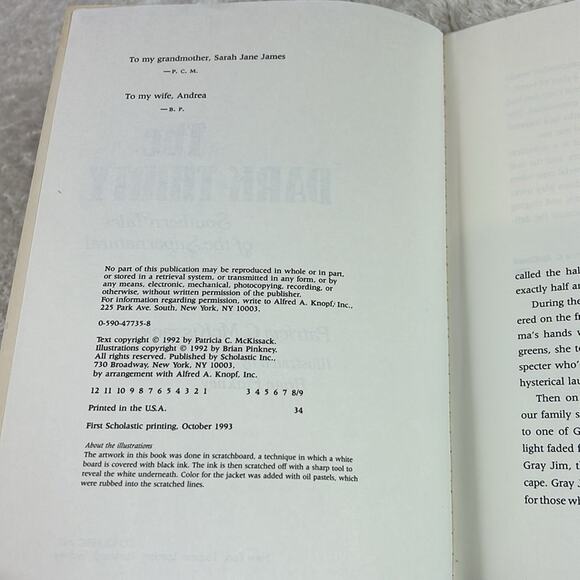 To my grandmother, Sarah Jane James
—P. C. M.
To my wife, Andrea
—B. P.
No part of this publication may be reproduced in whole or in part,
or stored in a retrieval system, or transmitted in any form, or by
any means, electronic, mechanical, photocopying, recording, or
otherwise, without written permission of the publisher.
For information regarding permission, write to Alfred A. Knopf, Inc.,
225 Park Ave. South, New York, NY 10003.
0-590-47735-8
Text copyright © 1992 by Patricia C. McKissack.
Illustrations copyright © 1992 by Brian Pinkney.
All rights reserved. Published by Scholastic Inc.,
730 Broadway, New York, NY 10003,
by arrangement with Alfred A. Knopf, Inc.
12 11 10 9 8 7 6 5 4 3 2 1 3 4 5 6 7 8/9
Printed in the U.S.A. 34
First Scholastic printing, October 1993
About the illustrations
The artwork in this book was done in scratchboard, a technique in which a white
board is covered with black ink. The ink is then scratched off with a sharp tool to
reveal the white underneath. Color for the jacket was added with oil pastels, which
were rubbed into the scratched lines.
called the hal
exactly half an
During the
ered on the fr
ma's hands w
greens, she to
specter who'
hysterical lau
Then on
our family s
to one of G
light faded f
Gray Jim, th
cape. Gray J
for those wh